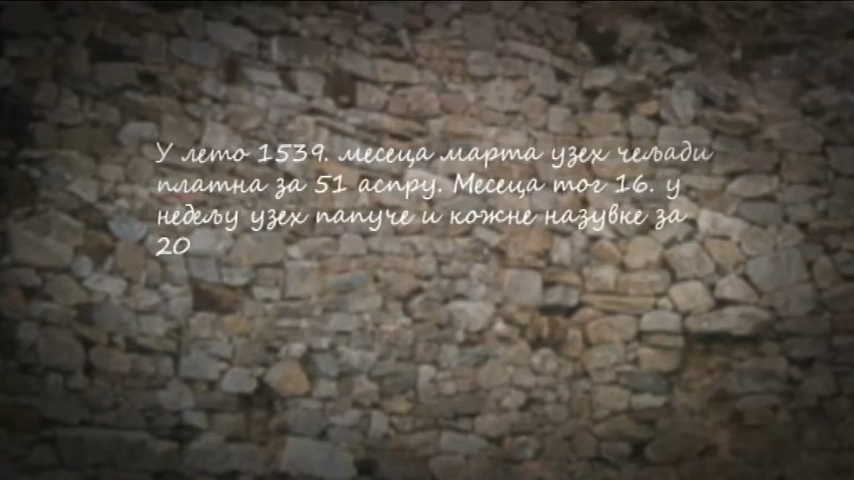 У лето 1539. месеца марта узех чељади
платна за 51 аспру. Месеца тог 16. у
недељу узех папуче и кожне назувке за
20